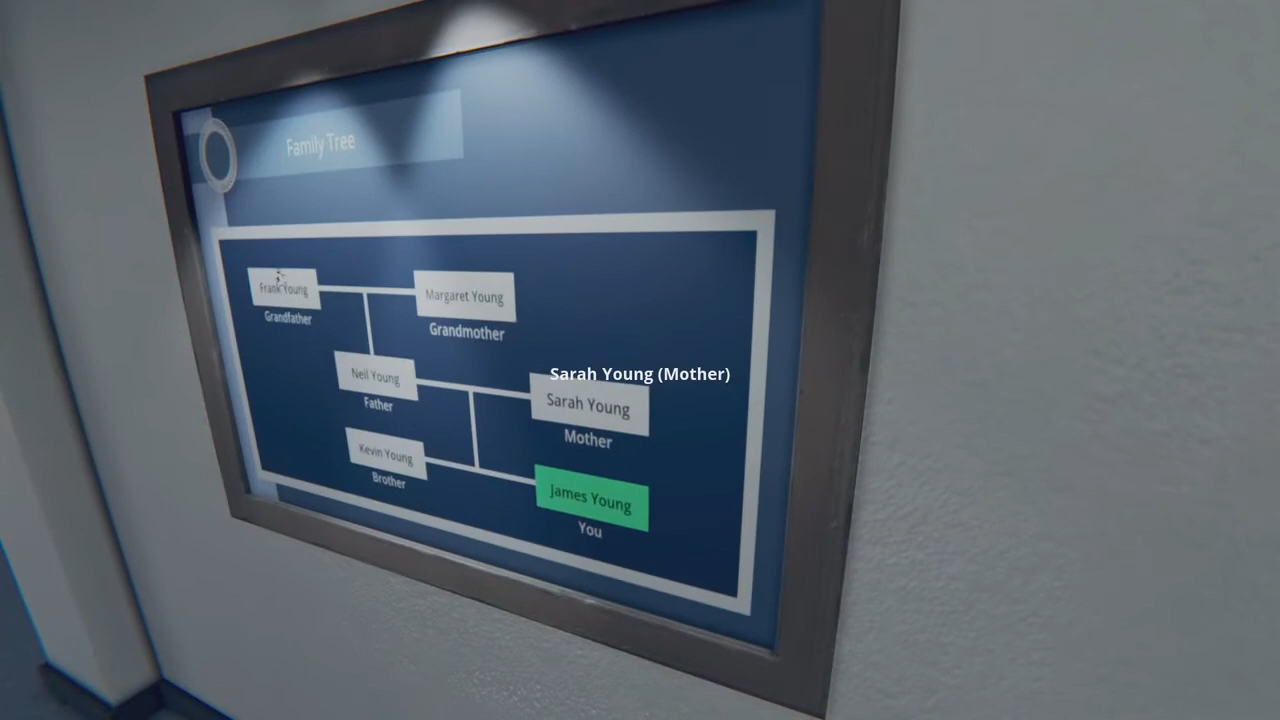 Family Tree
Frank Young
Grandfather
Margaret Young
Grandmother
Neil Young
Father
Sarah Young (Mother)
Sarah Young
Mother
Kevin Young
Brother
James Young
You